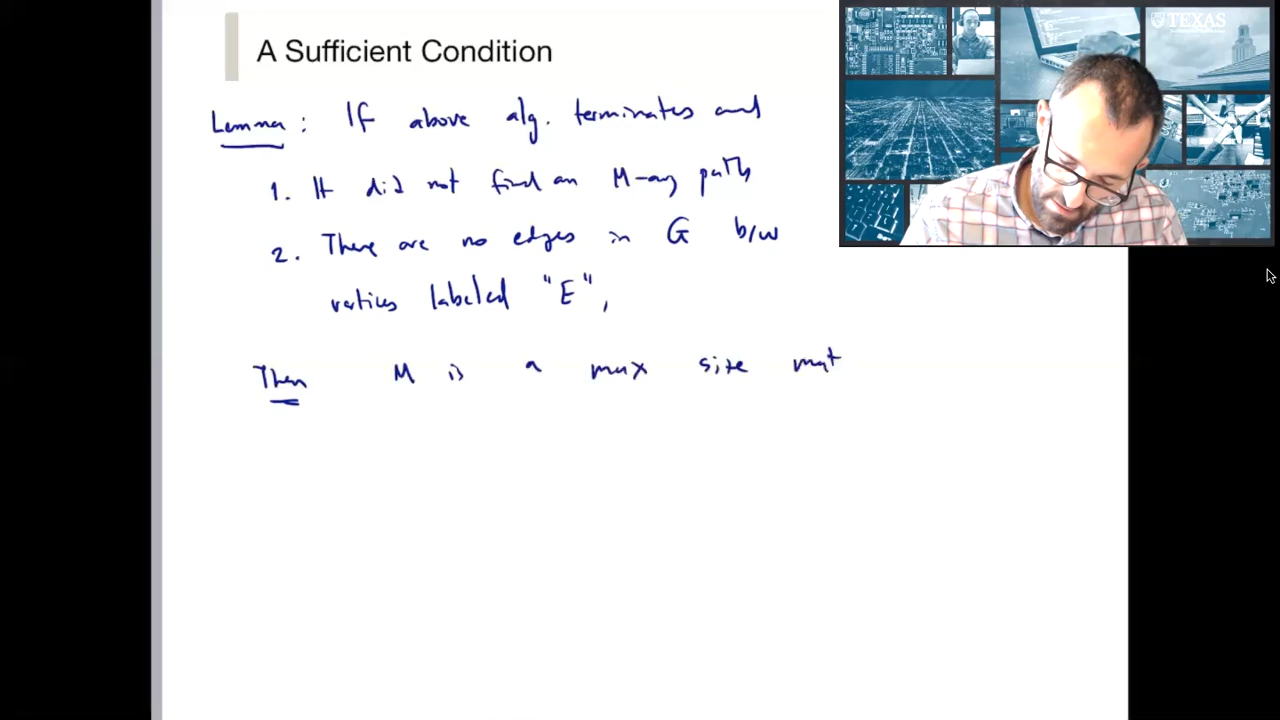 A Sufficient Condition
TEXAS
Lemma: If above alg. terminates and
1. It did not find an M-aug path
2. There are no edges in G b/w
vertices labeled "E",
Then M is a max size mat